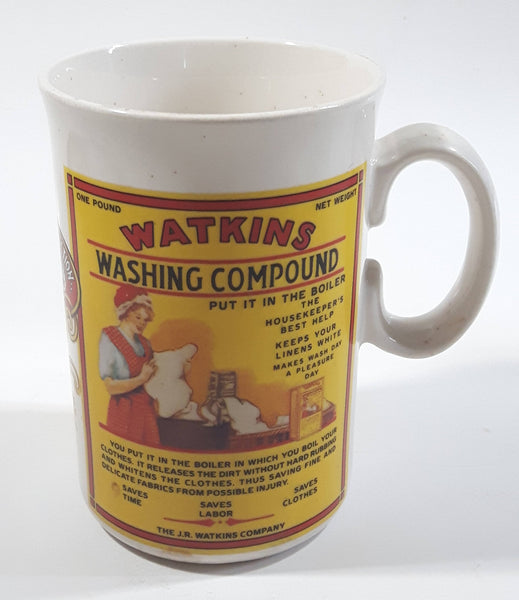 ONE POUND
NET WEIGHT
WATKINS
WASHING COMPOUND
PUT IT IN THE BOILER
THE
HOUSEKEEPER'S
BEST HELP
KEEPS YOUR
LINENS WHITE
MAKES WASH DAY
A PLEASURE
DAY
YOU PUT IT IN THE BOILER IN WHICH YOU BOIL YOUR
CLOTHES. IT RELEASES THE DIRT WITHOUT HARD RUBBING
AND WHITENS THE CLOTHES. THUS SAVING FINE AND
DELICATE FABRICS FROM POSSIBLE INJURY.
SAVES
TIME
SAVES
LABOR
SAVES
CLOTHES
THE J.R. WATKINS COMPANY